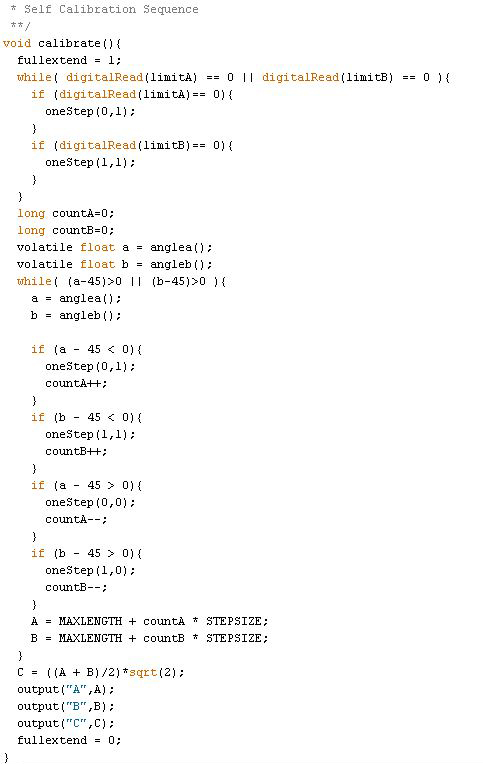 * Self Calibration Sequence
**/
void calibrate(){
fullextend = 1;
while( digitalRead(limitA) == 0 || digitalRead(limitB) == 0 ){
if (digitalRead(limitA)== 0){
oneStep(0,1);
}
if (digitalRead(limitB)== 0){
oneStep(1,1);
}
}
long countA=0;
long countB=0;
volatile float a = anglea();
volatile float b = angleb();
while( (a-45)>0 || (b-45)>0 ){
a = anglea();
b = angleb();
if (a - 45 < 0){
oneStep(0,1);
countA++;
}
if (b - 45 < 0){
oneStep(1,1);
countB++;
}
if (a - 45 > 0){
oneStep(0,0);
countA--;
}
if (b - 45 > 0){
oneStep(1,0);
countB--;
}
A = MAXLENGTH + countA * STEPSIZE;
B = MAXLENGTH + countB * STEPSIZE;
}
C = ((A + B)/2)*sqrt(2);
output("A",A);
output("B",B);
output("C",C);
fullextend = 0;
}